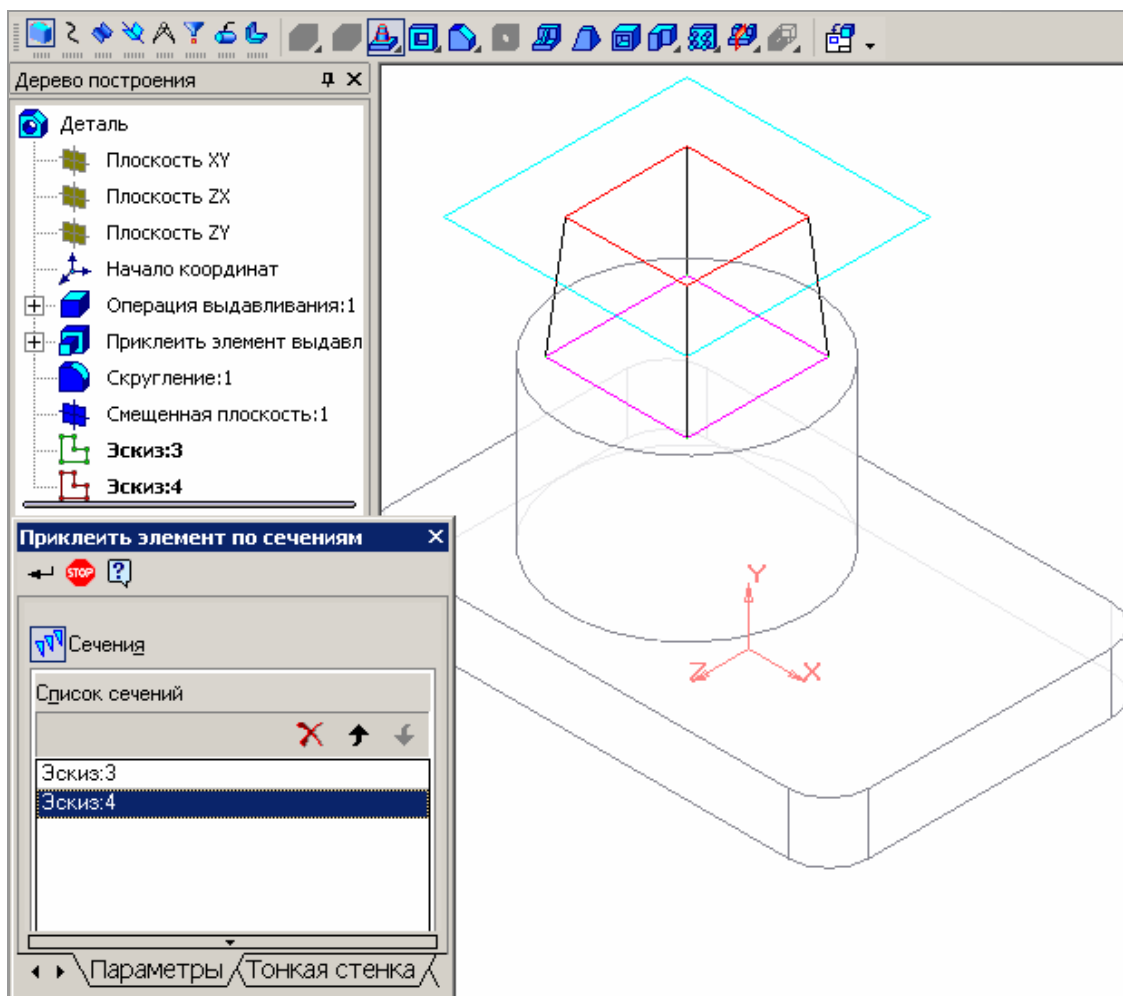 Дерево построения
Деталь
Плоскость XY
Плоскость ZX
Плоскость ZY
Начало координат
Операция выдавливания:1
Приклеить элемент выдавл
Скругление:1
Смещенная плоскость:1
Эскиз:3
Эскиз:4
Приклеить элемент по сечениям
STOP
?
Сечения
Список сечений
Эскиз:3
Эскиз:4
Параметры
Тонкая стенка
Y
Z
X